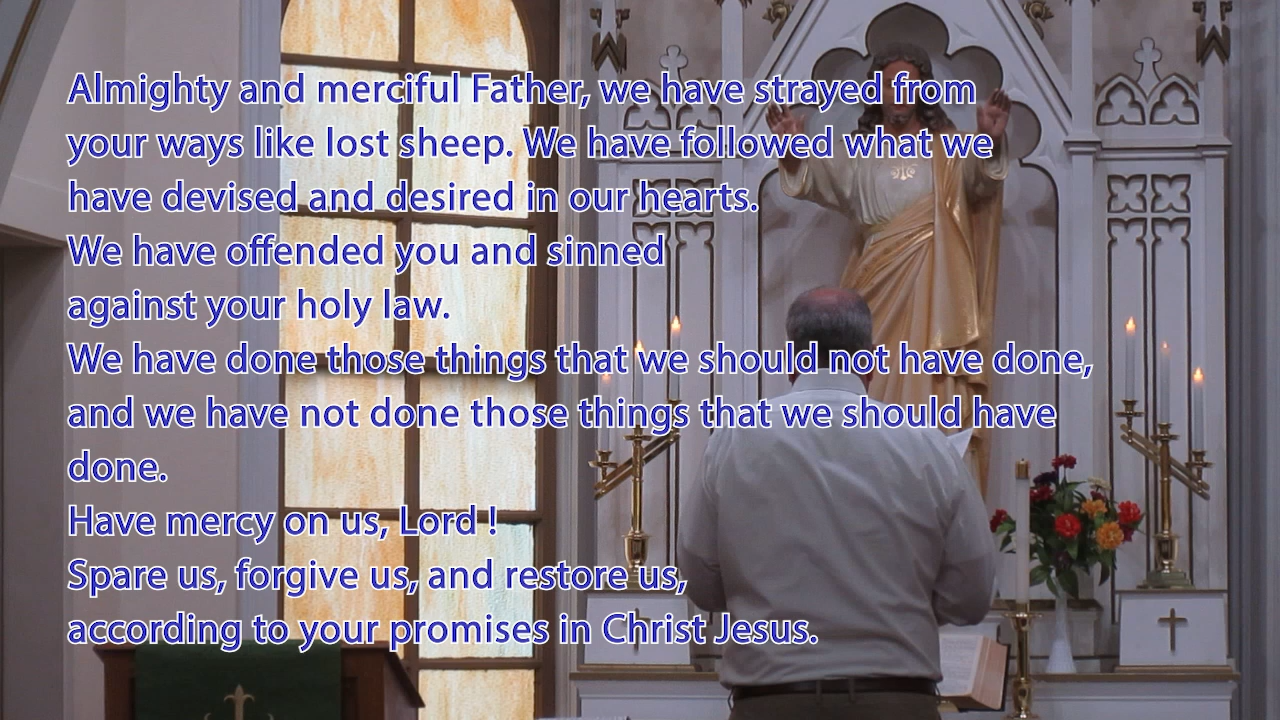 Almighty and merciful Father, we have strayed from
your ways like lost sheep. We have followed what we
have devised and desired in our hearts.
We have offended you and sinned
against your holy law.
We have done those things that we should not have done,
and we have not done those things that we should have
done.
Have mercy on us, Lord !
Spare us, forgive us, and restore us,
according to your promises in Christ Jesus.